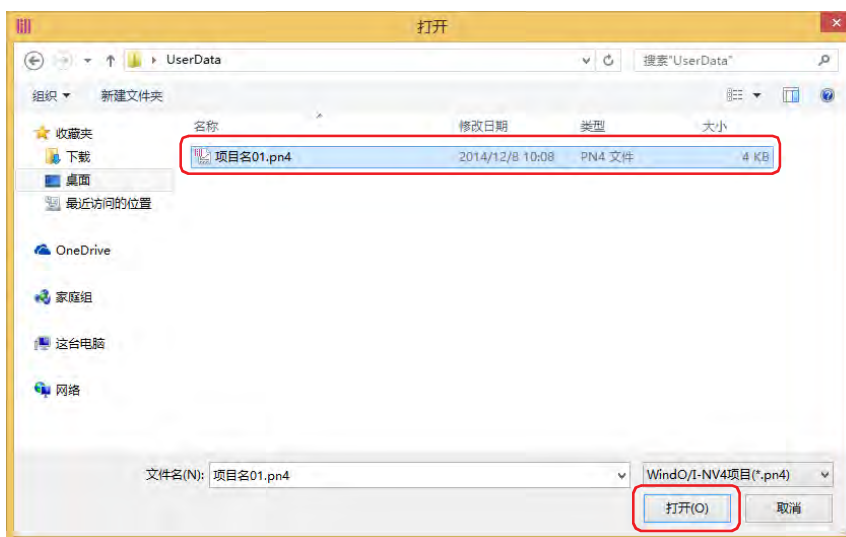 打开
UserData
搜索"UserData"
组织 新建文件夹
名称 修改日期 类型 大小
收藏夹
下载
桌面
最近访问的位置
OneDrive
家庭组
这台电脑
网络
项目名01.pn4 2014/12/8 10:08 PN4 文件 4 KB
文件名(N): 项目名01.pn4 WindO/I-NV4项目(*.pn4)
打开(O) 取消